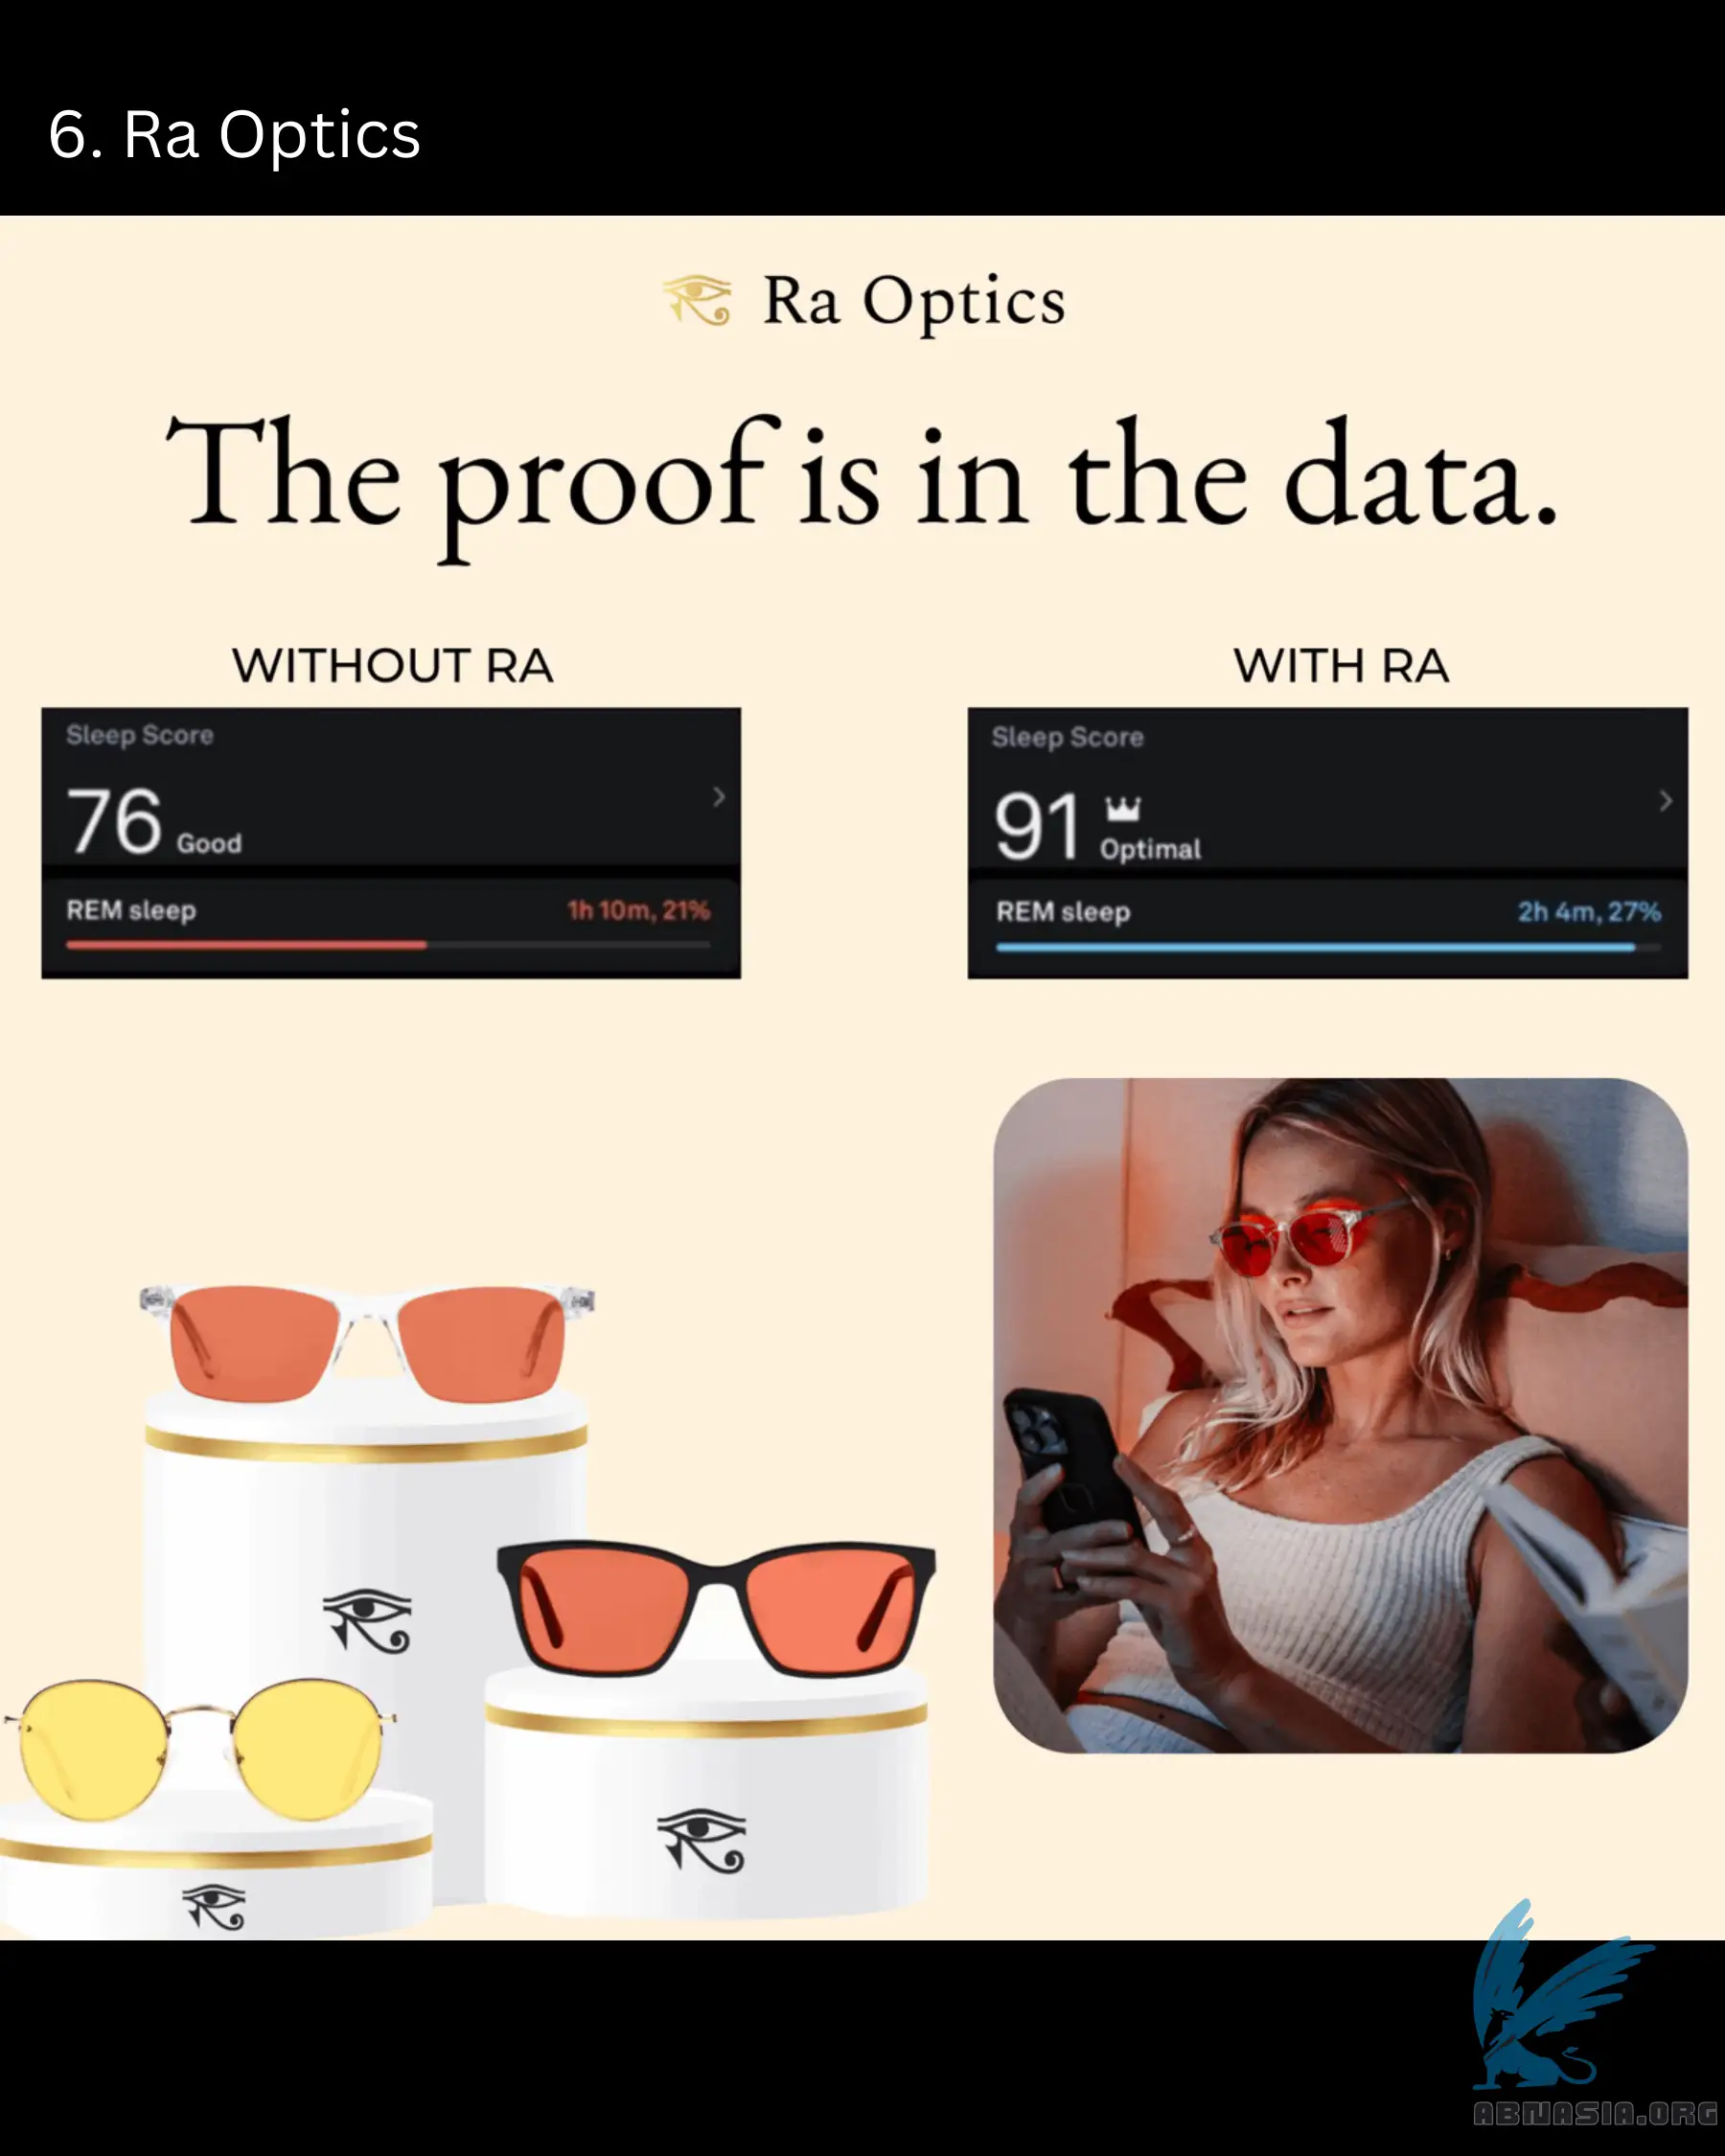 6. Ra Optics
Ra Optics
The proof is in the data.
WITHOUT RA
Sleep Score
76 Good
REM sleep 1h 10m, 21%
WITH RA
Sleep Score
91 Optimal
REM sleep 2h 4m, 27%
ABNASIA.ORG